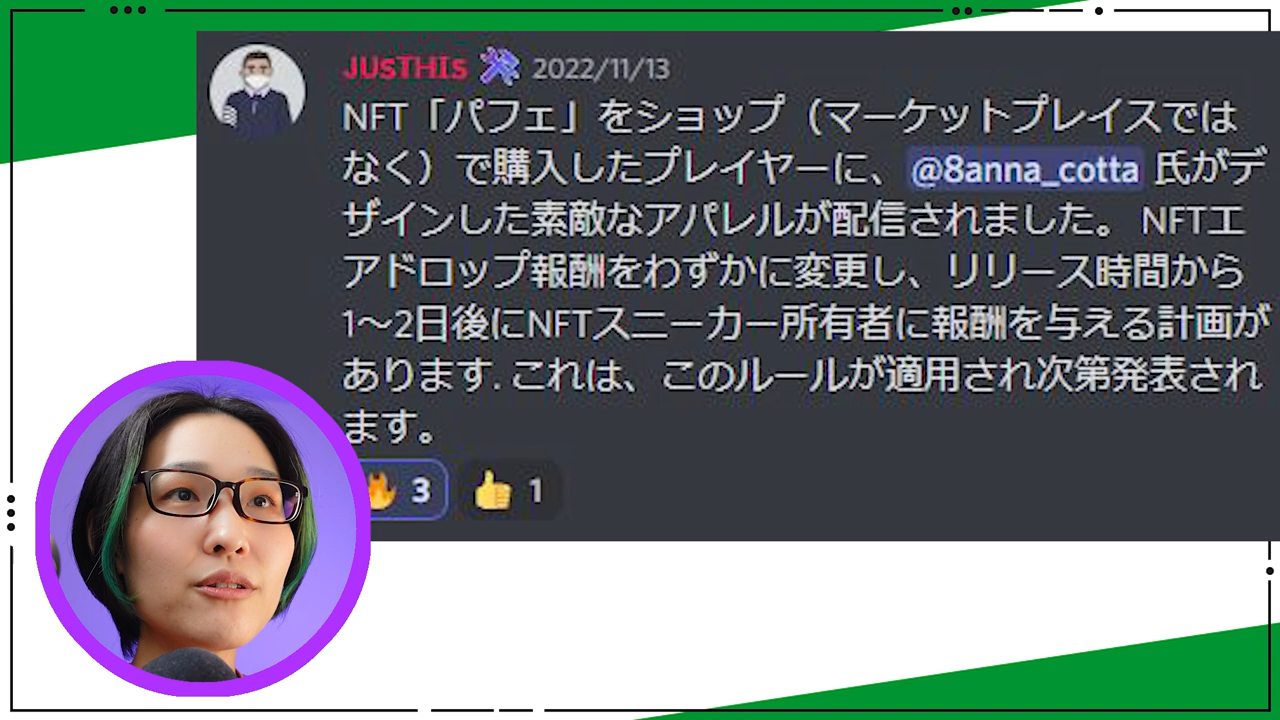 JUSTHIS 2022/11/13
NFT「パフェ」をショップ（マーケットプレイスでは
なく）で購入したプレイヤーに、 @8anna_cotta 氏がデ
ザインした素敵なアパレルが配信されました。 NFTエ
アドロップ報酬をわずかに変更し、リリース時間から
1〜2日後にNFTスニーカー所有者に報酬を与える計画が
あります. これは、このルールが適用され次第発表され
ます。
3 1